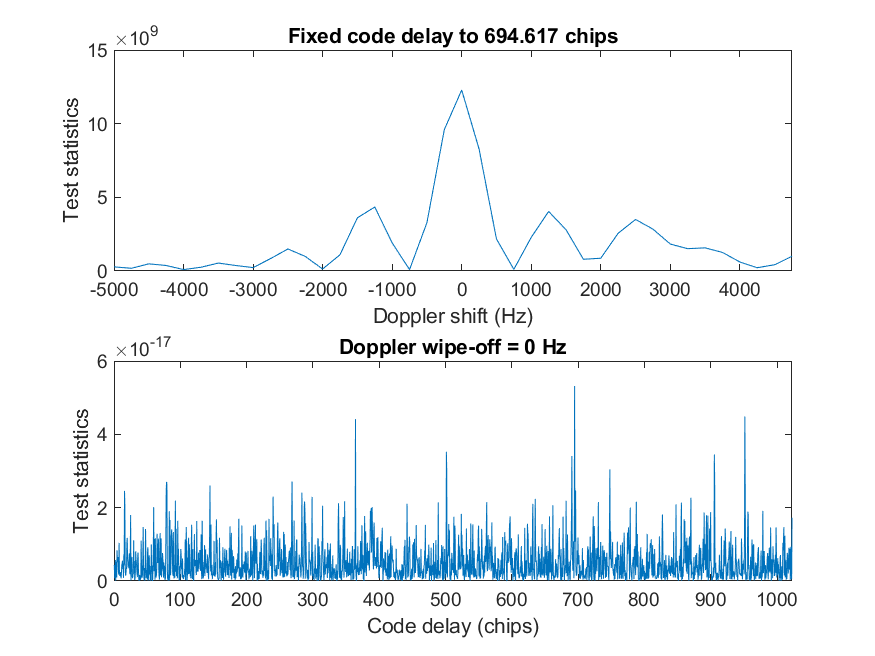 Fixed code delay to 694.617 chips
×10^9
15
10
5
0
Test statistics
-5000 -4000 -3000 -2000 -1000 0 1000 2000 3000 4000
Doppler shift (Hz)
Doppler wipe-off = 0 Hz
×10^-17
6
4
2
0
Test statistics
0 100 200 300 400 500 600 700 800 900 1000
Code delay (chips)